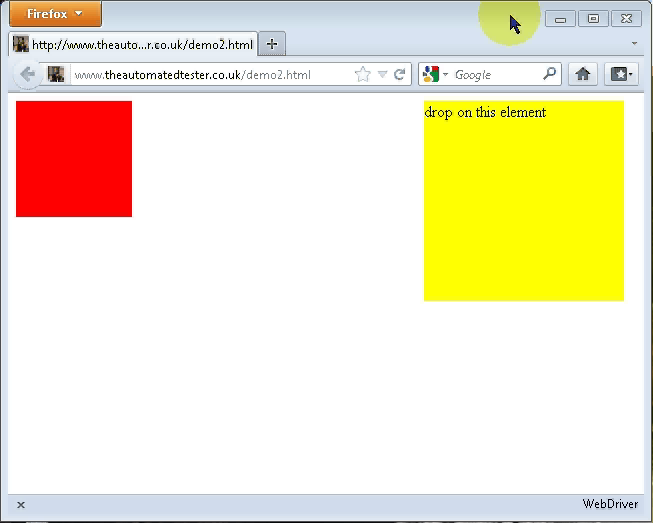 Firefox
http://www.theauto...r.co.uk/demo2.html
www.theautomatedtester.co.uk/demo2.html
Google
drop on this element
WebDriver